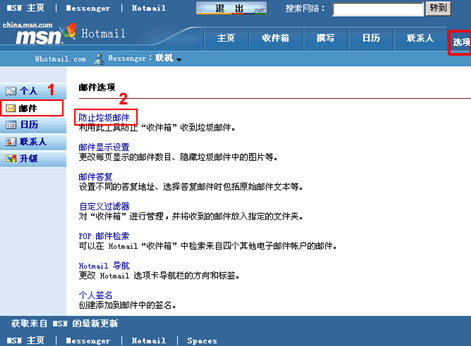 MSN 主页 | Messenger | Hotmail 退 出 .net 搜索网络: 转到
china.msn.com
msn Hotmail 主页 收件箱 撰写 日历 联系人 选项
@hotmail.com Messenger：联机
个人 1
邮件
日历
联系人
升级
邮件选项
2
防止垃圾邮件
利用此工具防止“收件箱”收到垃圾邮件。
邮件显示设置
更改每页显示的邮件数目、隐藏垃圾邮件中的图片等。
邮件答复
设置不同的答复地址、选择答复邮件时包括原始邮件文本等。
自定义过滤器
对“收件箱”进行管理，并将收到的邮件放入指定的文件夹。
POP 邮件检索
可以在 Hotmail“收件箱”中检索来自四个其他电子邮件帐户的邮件。
Hotmail 导航
更改 Hotmail 选项卡导航栏的方向和标签。
个人签名
创建添加到邮件中的签名。
获取来自 MSN 的最新更新
MSN 主页 | Messenger | Hotmail | Spaces